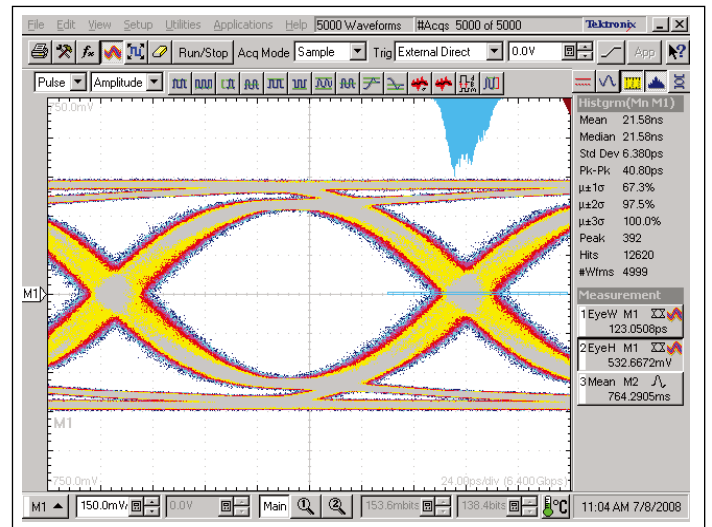 File Edit View Setup Utilities Applications Help 5000 Waveforms #Acqs 5000 of 5000 Tektronix
Run/Stop Acq Mode Sample Trig External Direct 0.0V App
Pulse Amplitude
750.0mV
Histgrm(Mn M1)
Mean 21.58ns
Median 21.58ns
Std Dev 6.380ps
Pk-Pk 40.80ps
µ±1σ 67.3%
µ±2σ 97.5%
µ±3σ 100.0%
Peak 392
Hits 12620
#Wfms 4999
M1
Measurement
1 EyeW M1
123.0508ps
2 EyeH M1
532.6672mV
3 Mean M2
764.2905ms
M1
-750.0mV
24.00ps/div (6.400Gbps)
M1 150.0mV/ 0.0V Main 1 2 153.6mbits 138.4bits °C 11:04 AM 7/8/2008